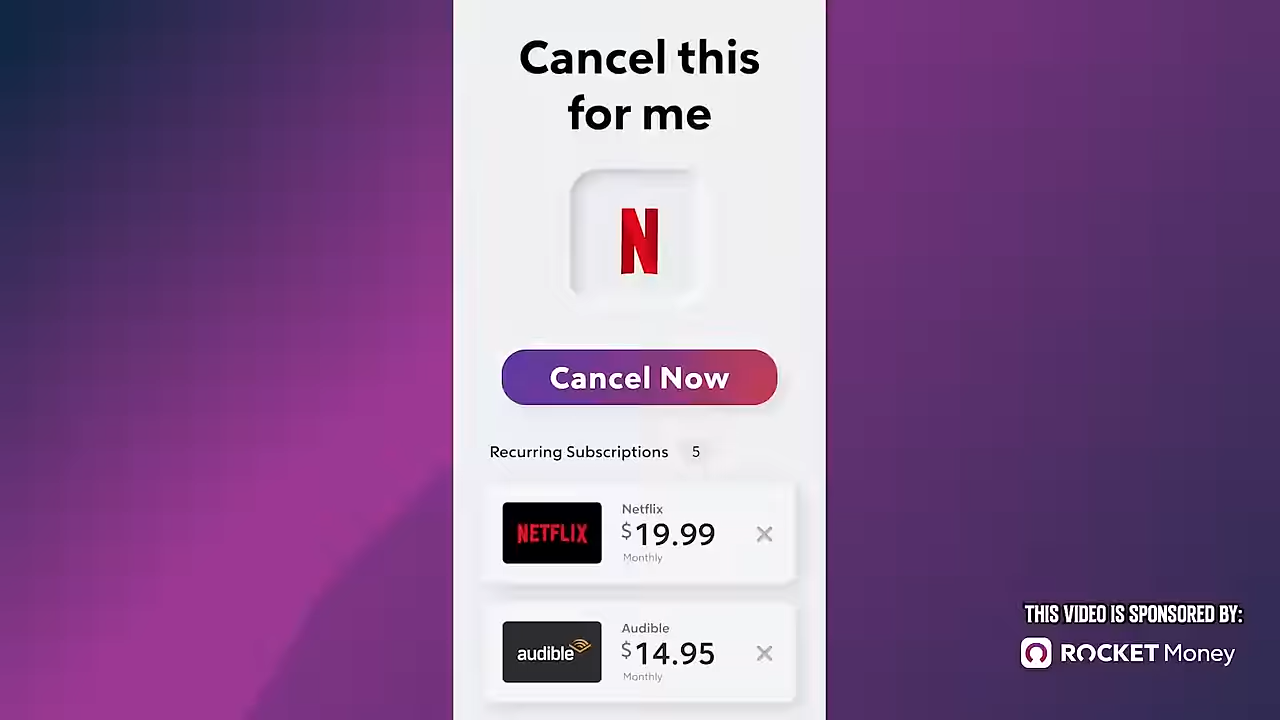 Cancel this
for me
N
Cancel Now
Recurring Subscriptions 5
NETFLIX
Netflix
$19.99
Monthly
audible
Audible
$14.95
Monthly
THIS VIDEO IS SPONSORED BY:
ROCKET Money